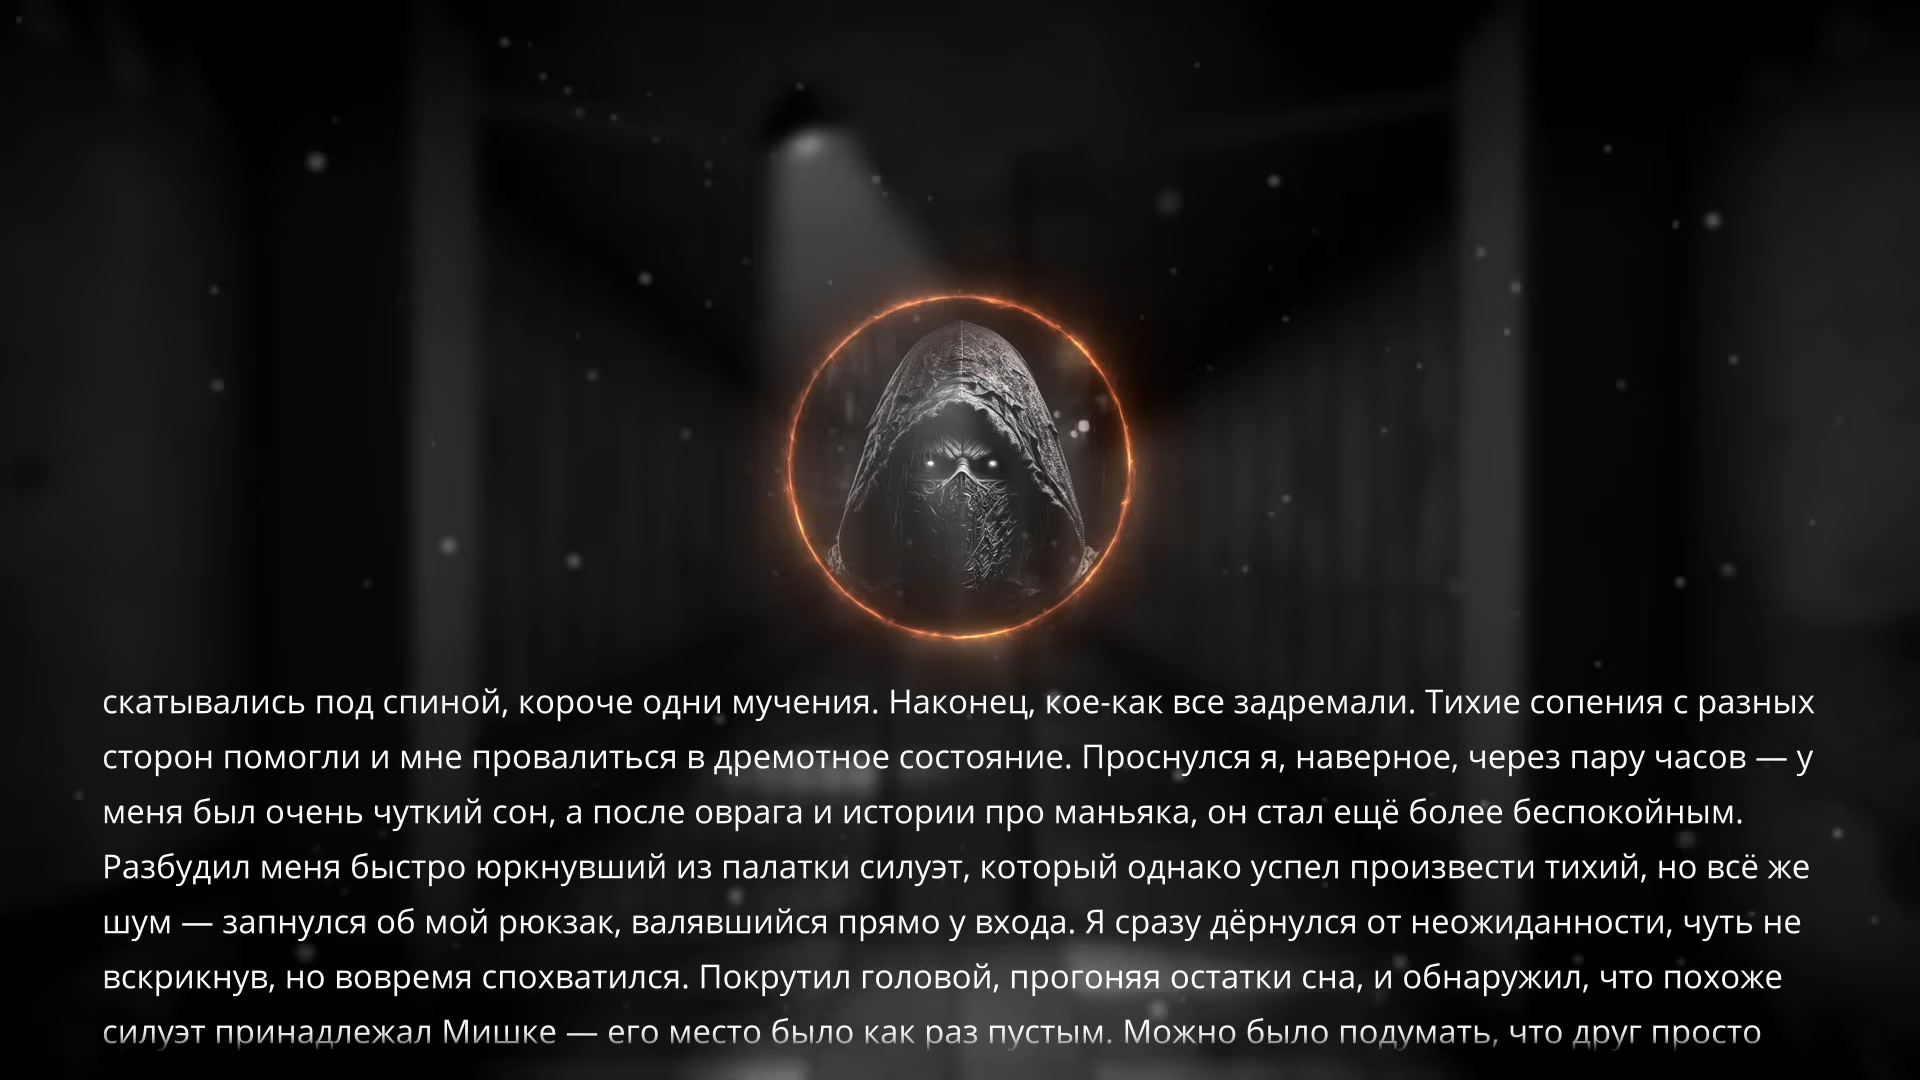 скатывались под спиной, короче одни мучения. Наконец, кое-как все задремали. Тихие сопения с разных
сторон помогли и мне провалиться в дремотное состояние. Проснулся я, наверное, через пару часов — у
меня был очень чуткий сон, а после оврага и истории про маньяка, он стал ещё более беспокойным.
Разбудил меня быстро юркнувший из палатки силуэт, который однако успел произвести тихий, но всё же
шум — запнулся об мой рюкзак, валявшийся прямо у входа. Я сразу дёрнулся от неожиданности, чуть не
вскрикнув, но вовремя спохватился. Покрутил головой, прогоняя остатки сна, и обнаружил, что похоже
силуэт принадлежал Мишке — его место было как раз пустым. Можно было подумать, что друг просто